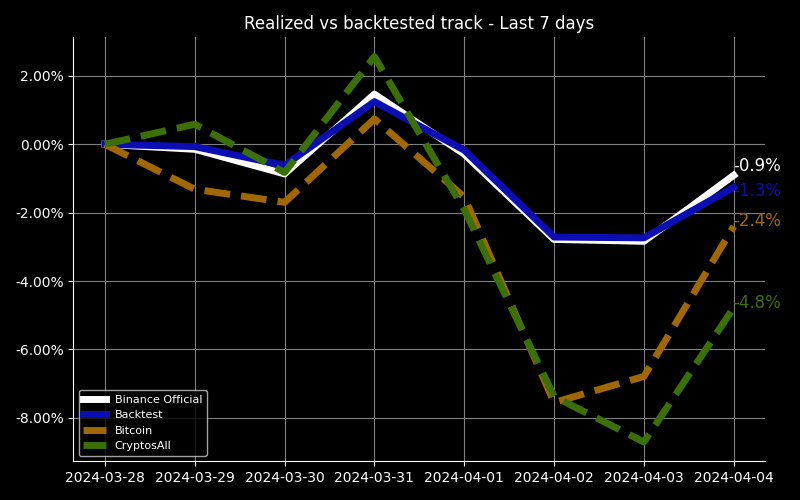 Realized vs backtested track - Last 7 days
2.00%
0.00%
-2.00%
-4.00%
-6.00%
-8.00%
-0.9%
-1.3%
-2.4%
-4.8%
Binance Official
Backtest
Bitcoin
CryptosAll
2024-03-28 2024-03-29 2024-03-30 2024-03-31 2024-04-01 2024-04-02 2024-04-03 2024-04-04